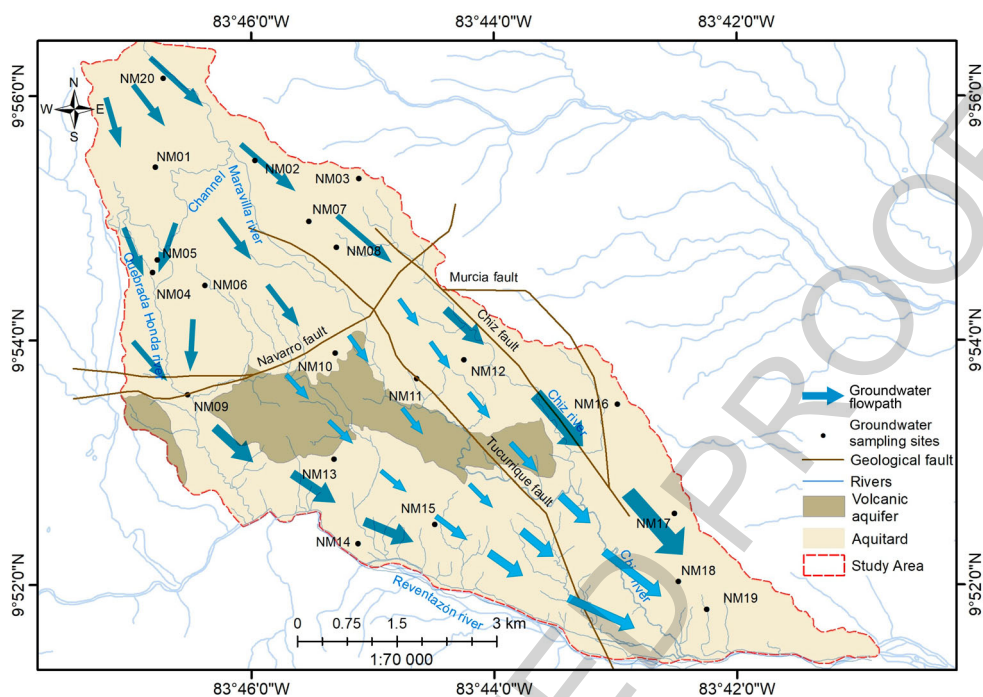 83°46'0"W
83°44'0"W
83°42'0"W
9°56'0"N
9°56'0"N
9°54'0"N
9°54'0"N
9°52'0"N
9°52'0"N
N
W
E
S
NM20
NM01
NM02
NM03
Channel
Maravilla river
NM07
NM08
NM05
NM04
NM06
Quebrada Honda river
Murcia fault
Chiz fault
Navarro fault
NM10
NM12
NM11
NM09
Chiz river
NM16
Groundwater
flowpath
Groundwater
sampling sites
Geological fault
Rivers
Volcanic
aquifer
Aquitard
Study Area
Tucurrique fault
NM13
NM15
NM14
NM17
NM18
NM19
Reventazón river
0 0.75 1.5 3 km
1:70 000
83°46'0"W
83°44'0"W
83°42'0"W
ED PROOF